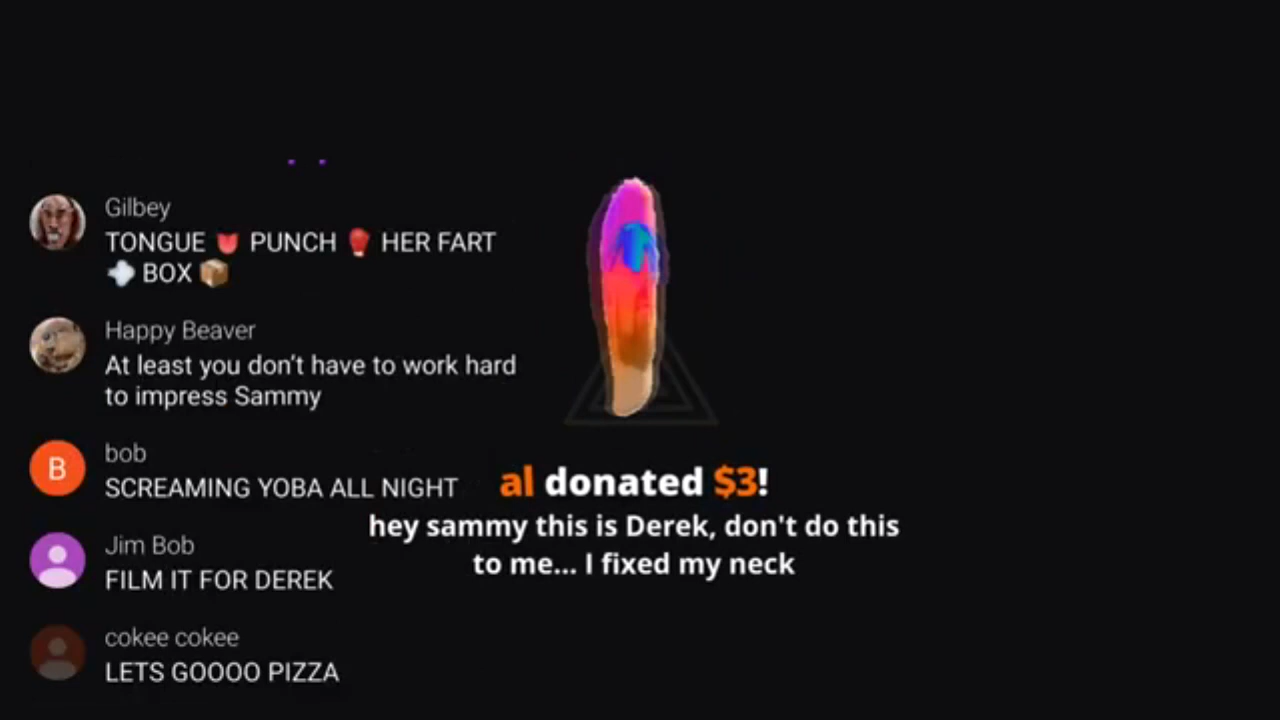 Gilbey
TONGUE 👅 PUNCH 🥊 HER FART
💨 BOX 📦
Happy Beaver
At least you don't have to work hard
to impress Sammy
B
bob
SCREAMING YOBA ALL NIGHT
al donated $3!
hey sammy this is Derek, don't do this
to me... I fixed my neck
Jim Bob
FILM IT FOR DEREK
cokee cokee
LETS GOOOO PIZZA